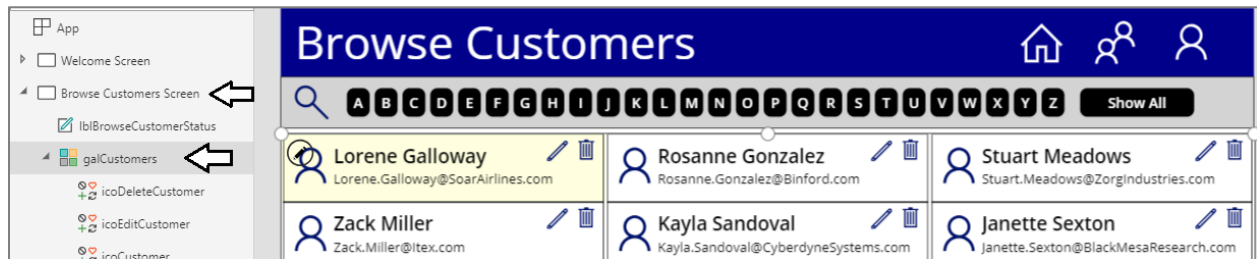 App
Welcome Screen
Browse Customers Screen
lblBrowseCustomerStatus
galCustomers
icoDeleteCustomer
icoEditCustomer
icoCustomer
Browse Customers
A B C D E F G H I J K L M N O P Q R S T U V W X Y Z Show All
Lorene Galloway
Lorene.Galloway@SoarAirlines.com
Rosanne Gonzalez
Rosanne.Gonzalez@Binford.com
Stuart Meadows
Stuart.Meadows@ZorgIndustries.com
Zack Miller
Zack.Miller@Itex.com
Kayla Sandoval
Kayla.Sandoval@CyberdyneSystems.com
Janette Sexton
Janette.Sexton@BlackMesaResearch.com